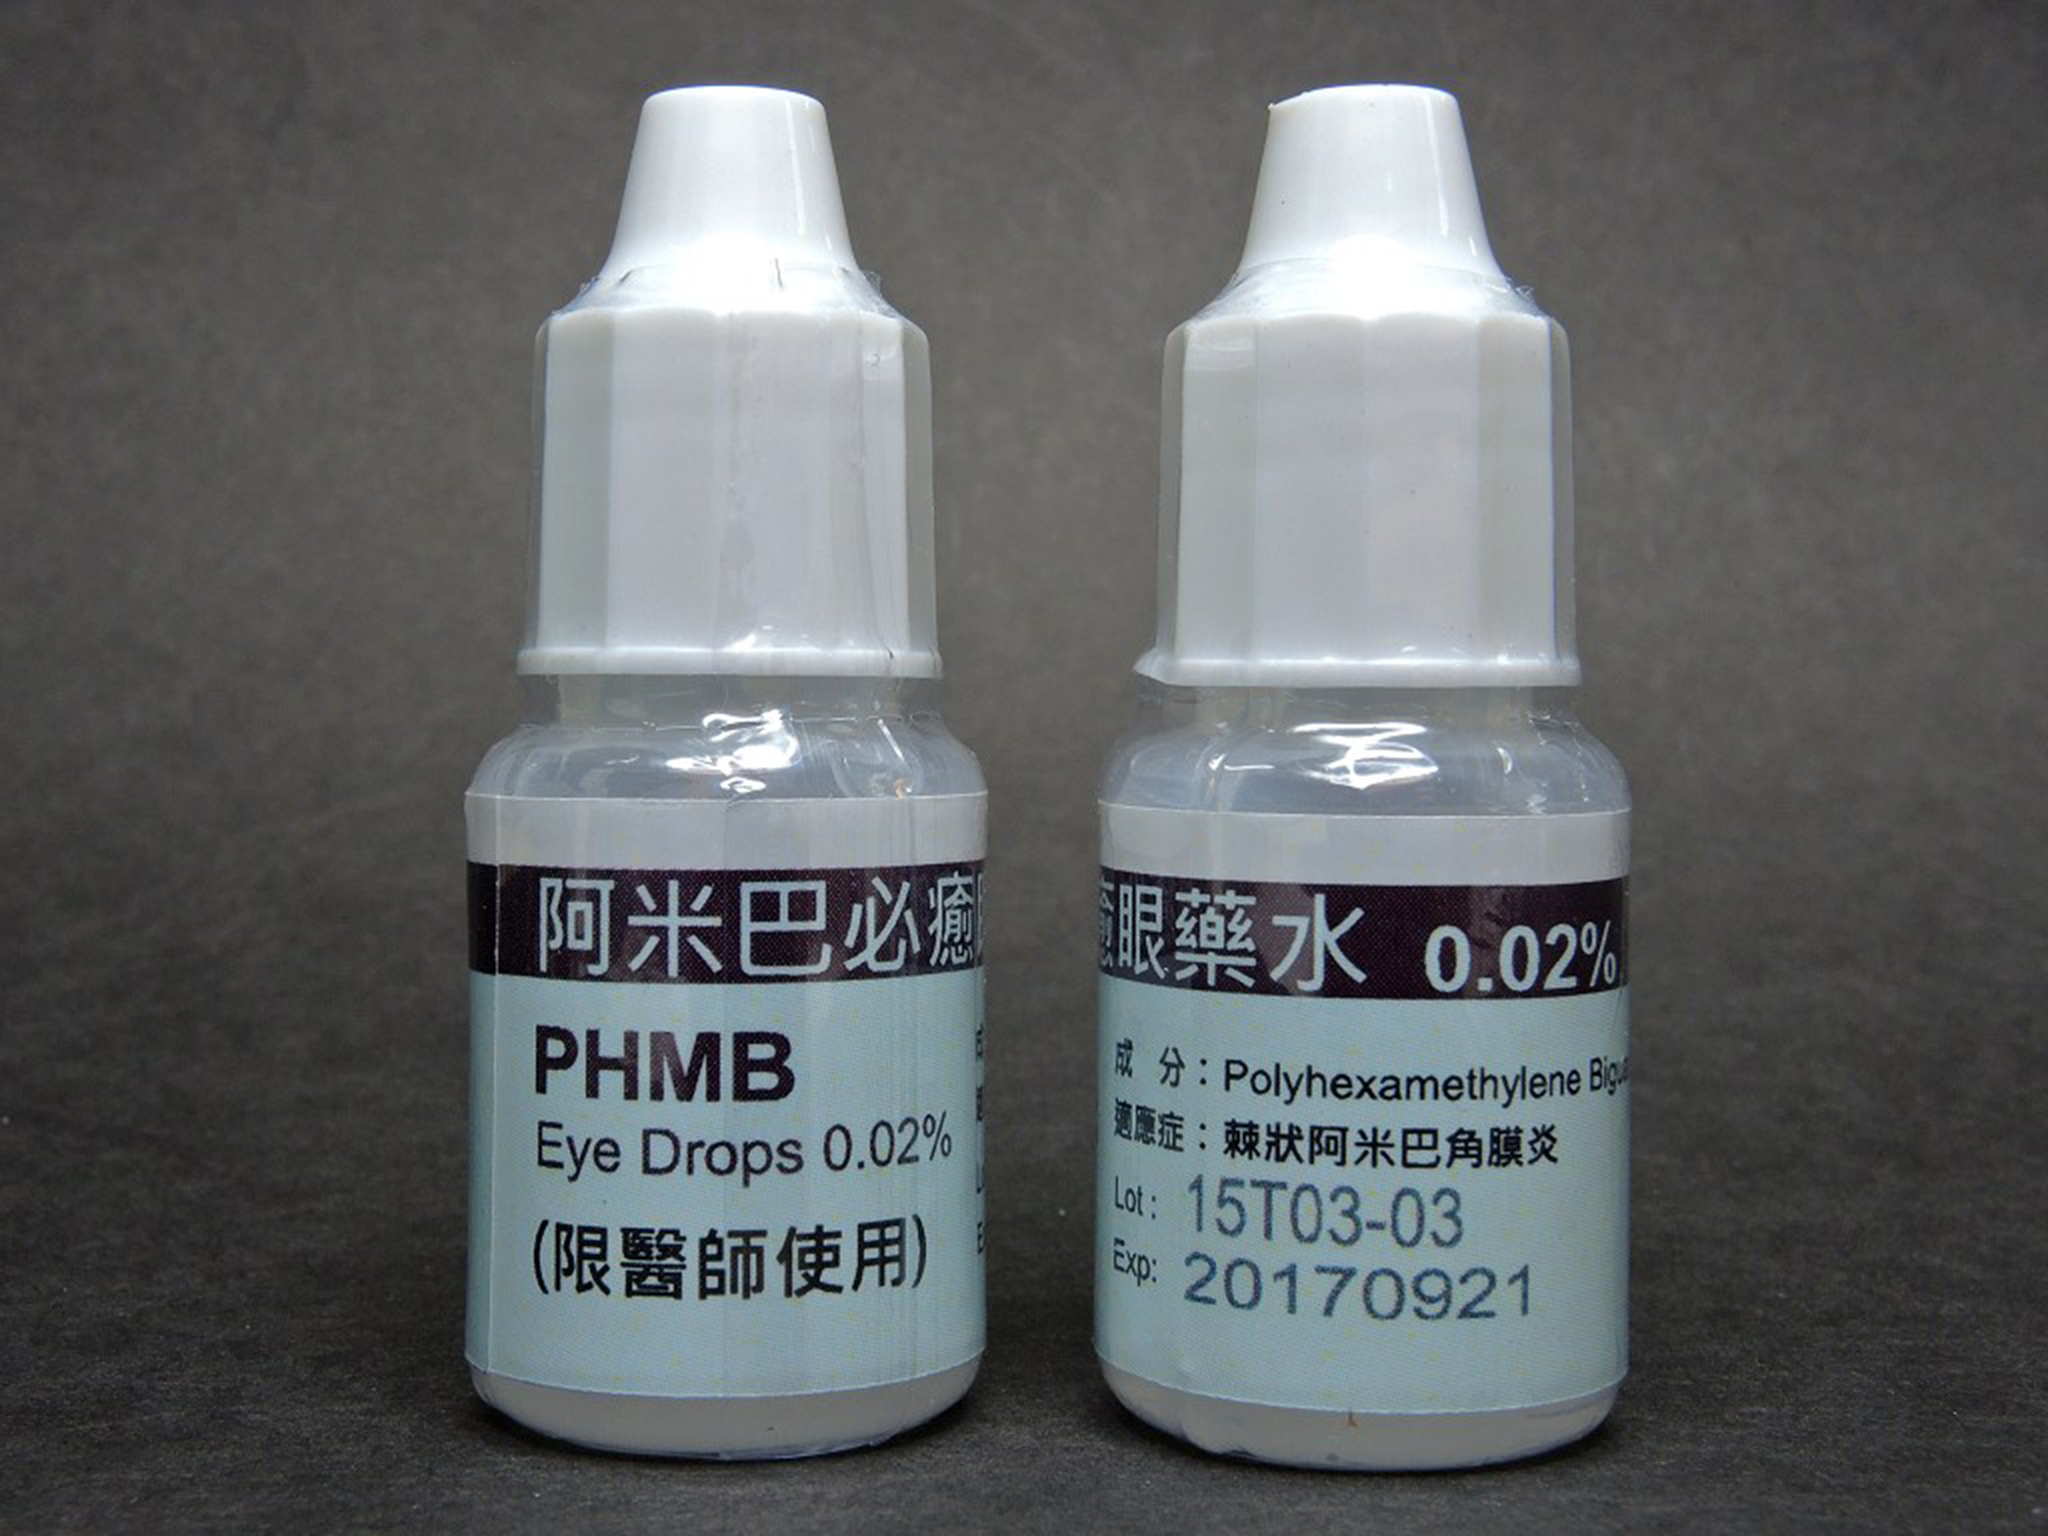 阿米巴必癒
PHMB
Eye Drops 0.02%
(限醫師使用)
癒眼藥水 0.02%
成 分：Polyhexamethylene
適應症：棘狀阿米巴角膜炎
Lot : 15T03-03
Exp: 20170921